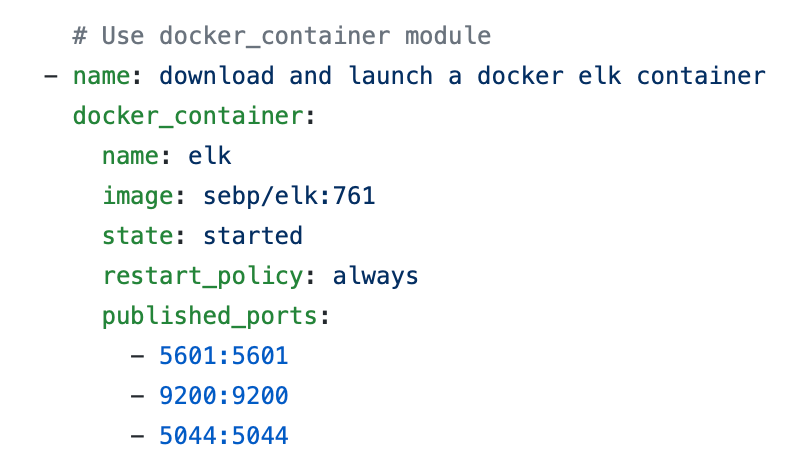 # Use docker_container module
- name: download and launch a docker elk container
docker_container:
name: elk
image: sebp/elk:761
state: started
restart_policy: always
published_ports:
- 5601:5601
- 9200:9200
- 5044:5044